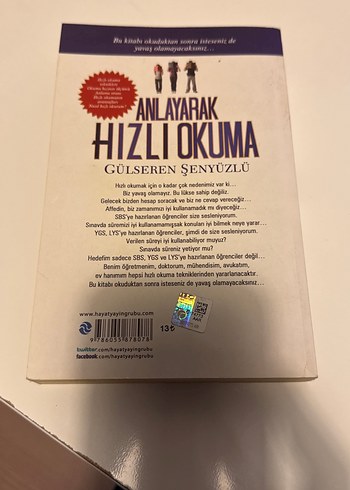 Bu kitabı okuduktan sonra isteseniz de
yavaş olamayacaksınız...
ANLAYARAK
HIZLI OKUMA
GÜLSEREN ŞENYÜZLÜ
Hızlı okumak için o kadar çok nedenimiz var ki...
Biz yavaş olamayız. Bu lükse sahip değiliz.
Gelecek bizden hesap soracak ve biz ne cevap vereceğiz...
Affedin, biz zamanımızı iyi kullanamadık mı diyeceğiz...
SBS'ye hazırlanan öğrenciler size sesleniyorum.
Sınavda süremizi iyi kullanamamışsak konuları iyi bilmek neye yarar...
YGS, LYS'ye hazırlanan öğrenciler, şimdi de size sesleniyorum.
Verilen süreyi iyi kullanabiliyor muyuz?
Sınavda süreniz yetiyor mu?
Hedefim sadece SBS, YGS ve LYS'ye hazırlanan öğrenciler değil...
Benim öğretmenim, doktorum, mühendisim, avukatım,
ev hanımım hepsi hızlı okuma tekniklerinden yararlanacaktır..
Bu kitabı okuduktan sonra isteseniz de yavaş olamayacaksınız...
www.hayatyayingrubu.com
9 786055 878078
13₺
twitter.com/hayatyayingrubu
facebook.com/hayatyayingrubu